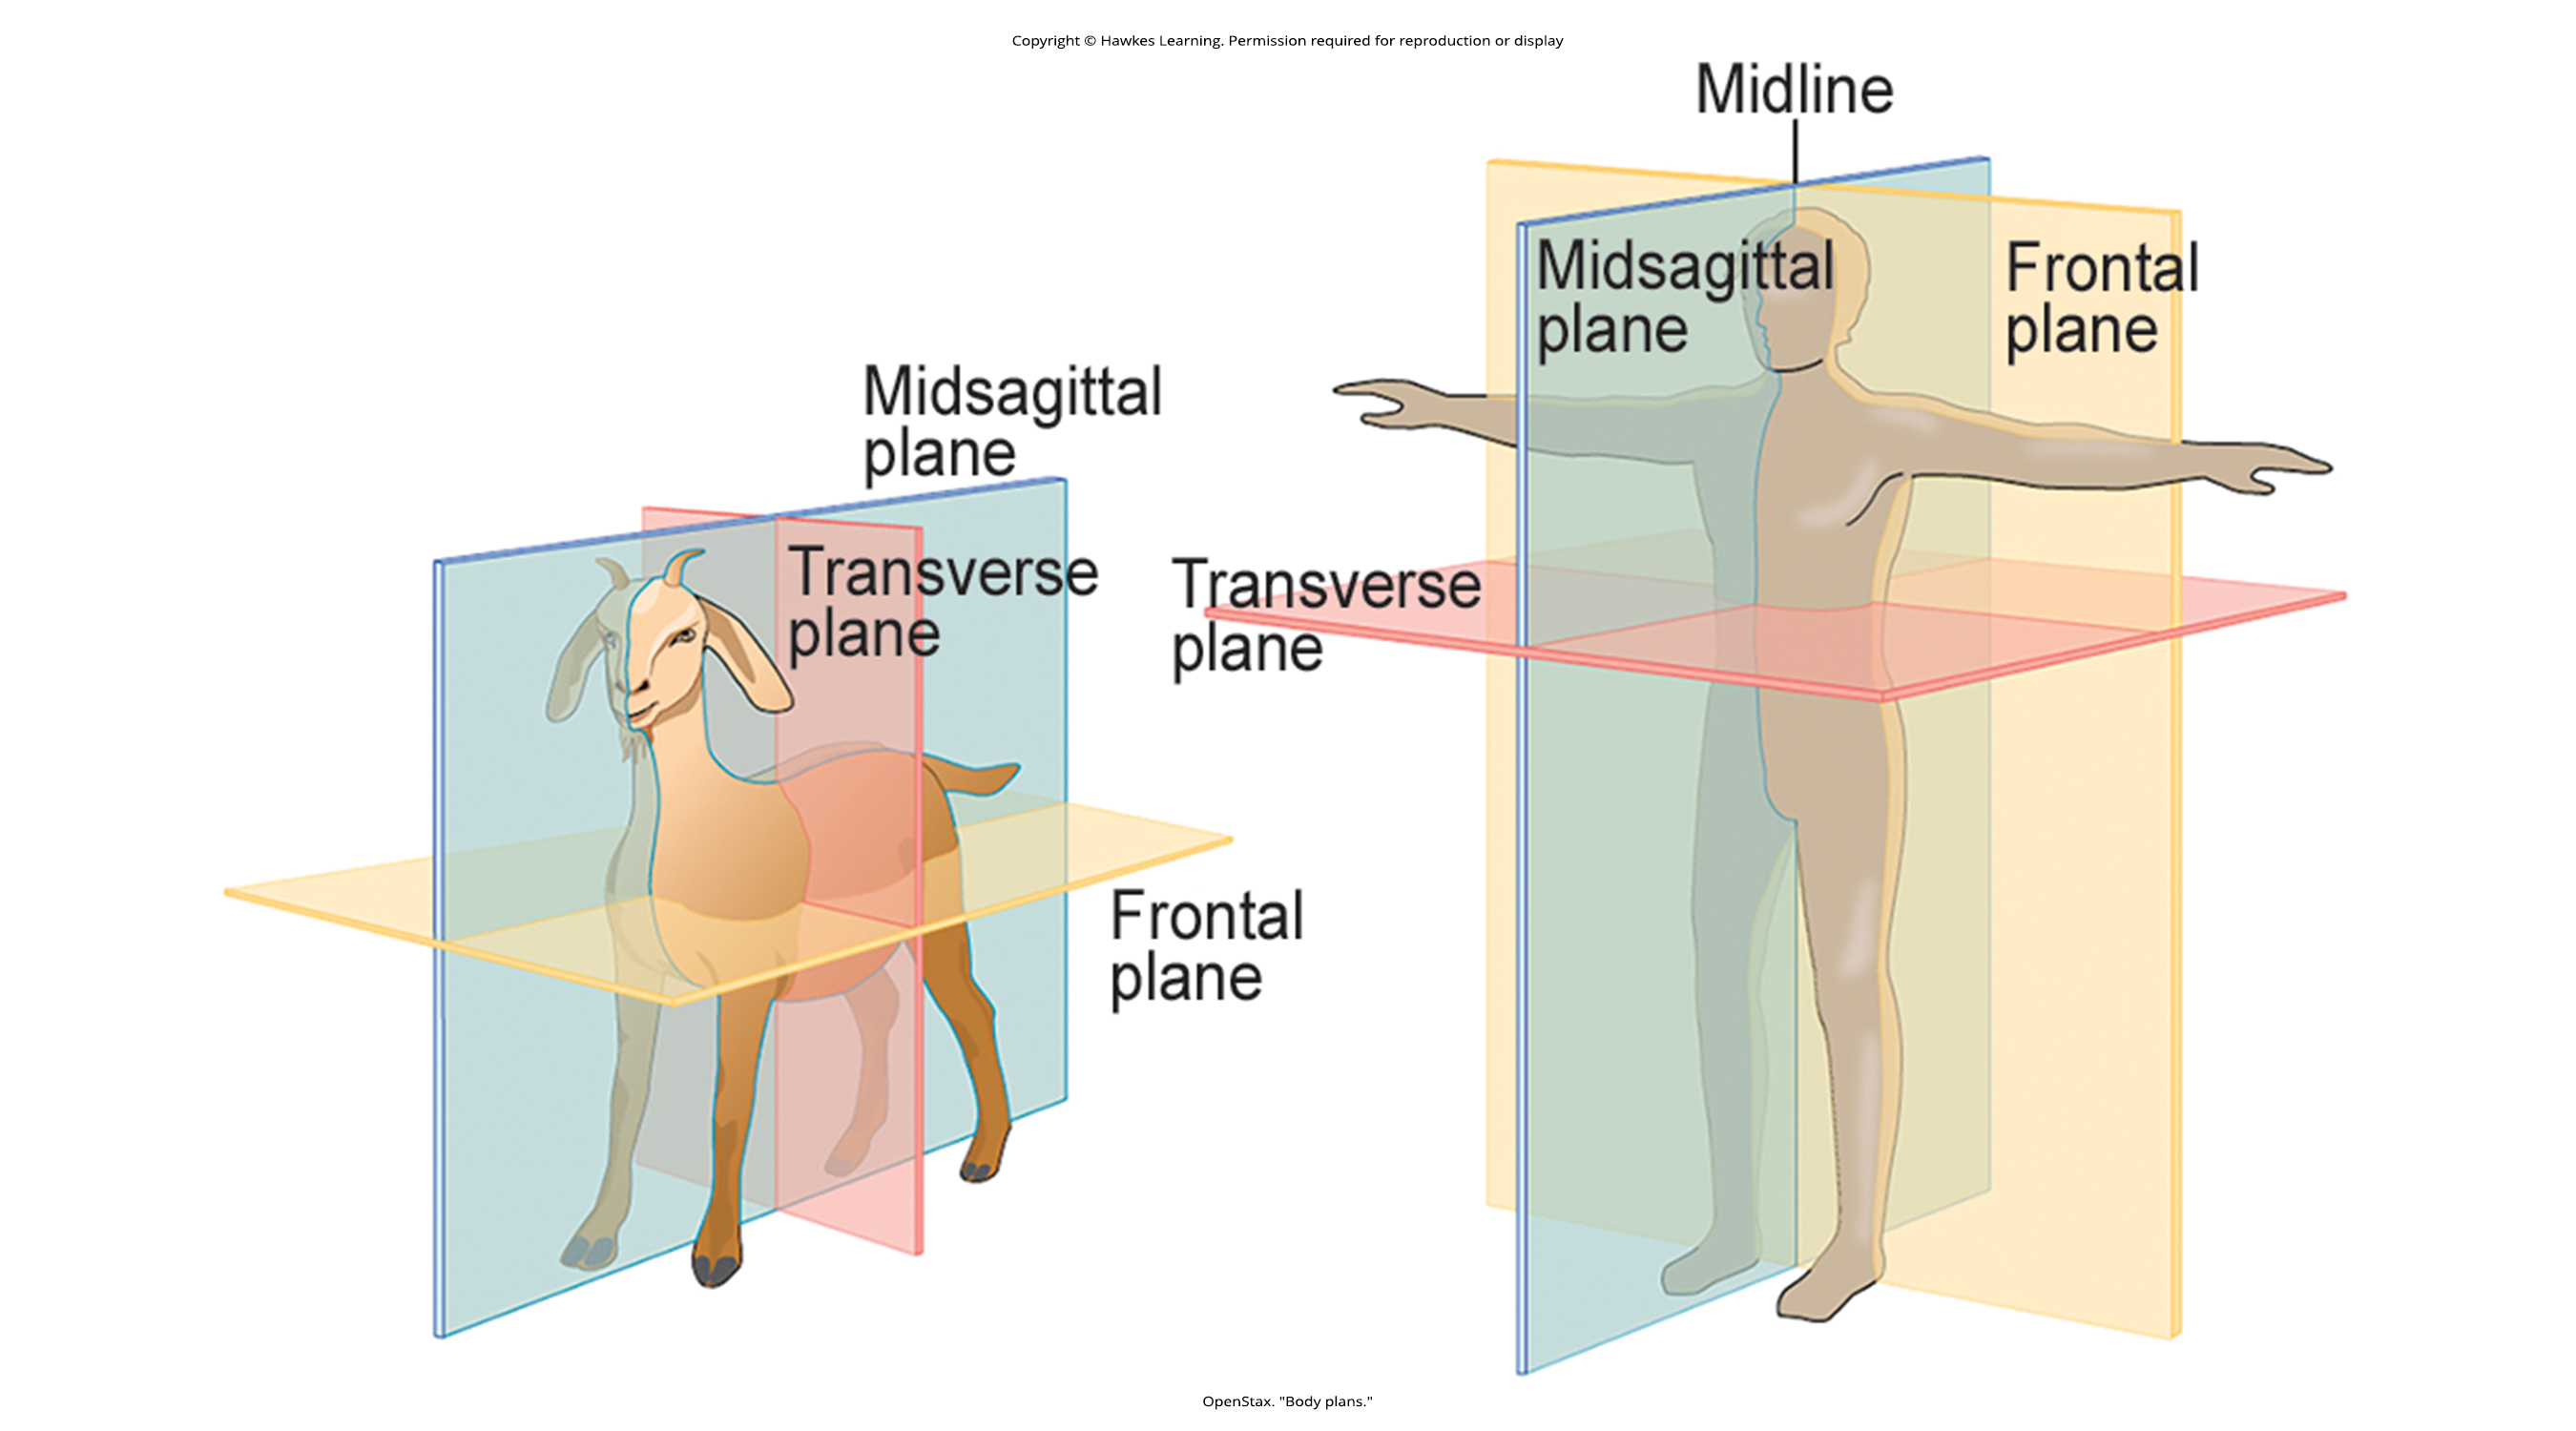 Copyright © Hawkes Learning. Permission required for reproduction or display
Midline
Midsagittal
plane
Frontal
plane
Midsagittal
plane
Transverse
plane
Transverse
plane
Frontal
plane
OpenStax. "Body plans."